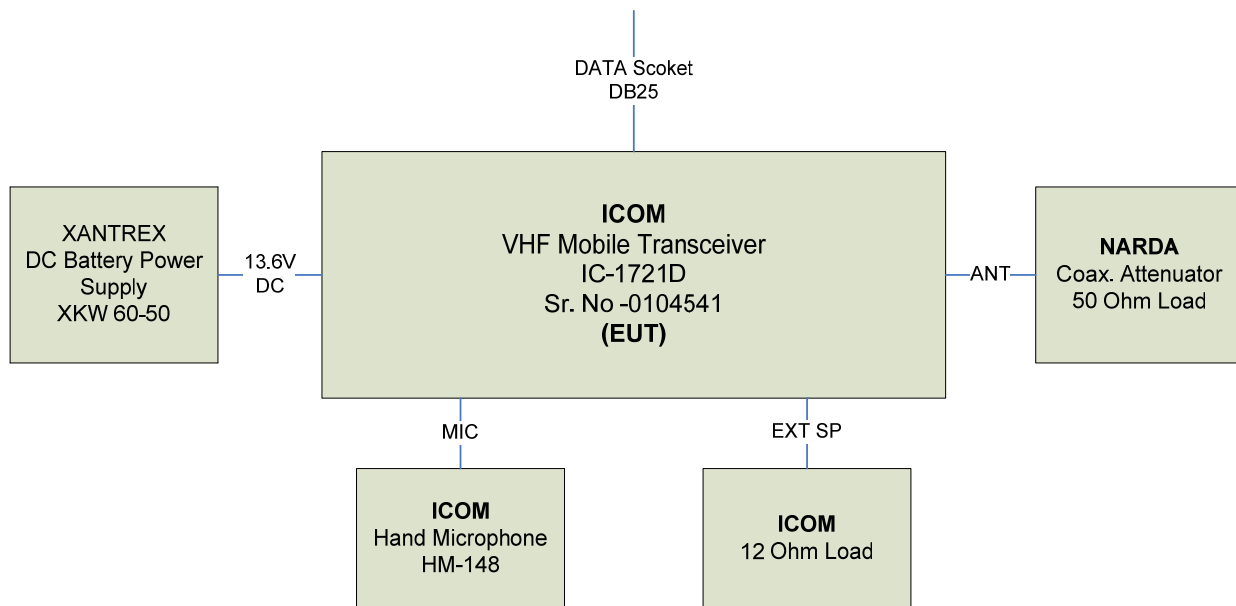 DATA Scoket
DB25
XANTREX
DC Battery Power
Supply
XKW 60-50
13.6V
DC
ICOM
VHF Mobile Transceiver
IC-1721D
Sr. No -0104541
(EUT)
ANT
NARDA
Coax. Attenuator
50 Ohm Load
MIC
EXT SP
ICOM
Hand Microphone
HM-148
ICOM
12 Ohm Load